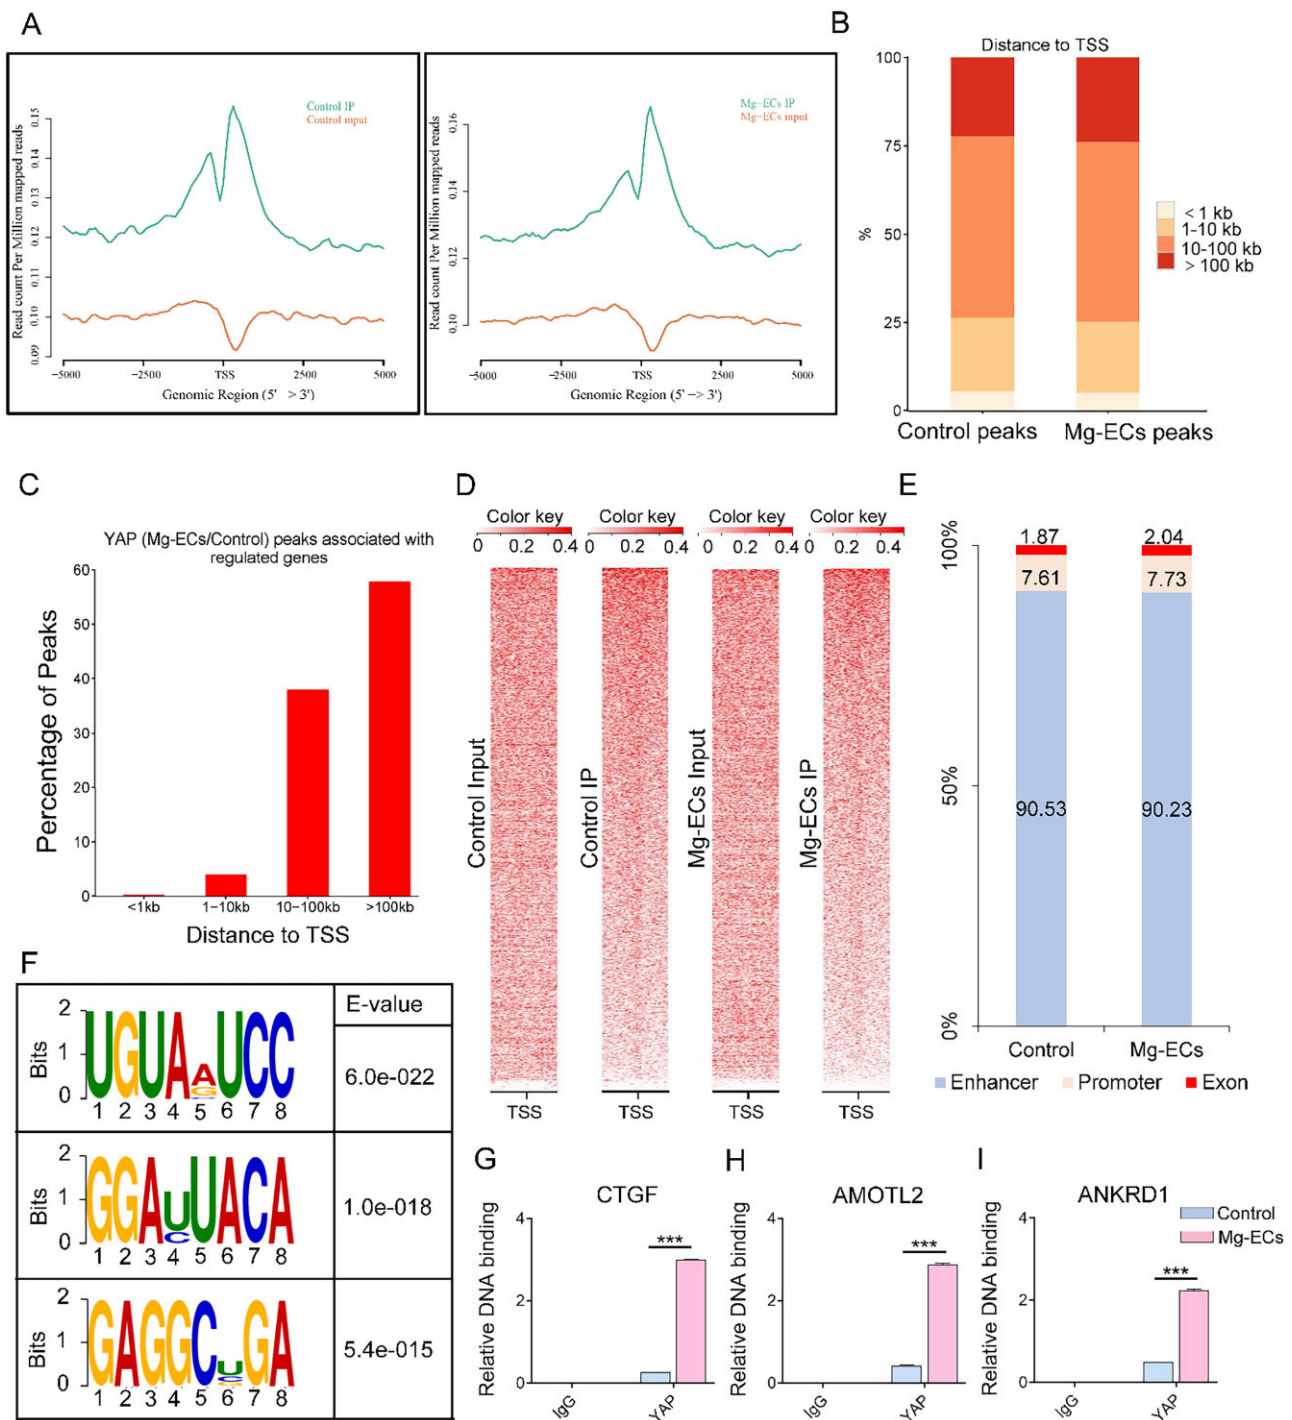 A
Control IP
Control input
Read count Per Million mapped reads
0.15
0.14
0.13
0.12
0.11
0.10
0.09
−5000
−2500
TSS
2500
5000
Genomic Region (5' > 3')
Mg−ECs IP
Mg−ECs input
Read count Per Million mapped reads
0.16
0.14
0.12
0.10
−5000
−2500
TSS
2500
5000
Genomic Region (5' −> 3')
B
Distance to TSS
100
75
50
25
0
%
Control peaks
Mg-ECs peaks
< 1 kb
1-10 kb
10-100 kb
> 100 kb
C
YAP (Mg-ECs/Control) peaks associated with
regulated genes
Percentage of Peaks
60
50
40
30
20
10
0
<1kb
1−10kb
10−100kb
>100kb
Distance to TSS
D
Color key
0 0.2 0.4
Color key
0 0.2 0.4
Color key
0 0.2 0.4
Color key
0 0.2 0.4
Control Input
Control IP
Mg-ECs Input
Mg-ECs IP
TSS
TSS
TSS
TSS
E
100%
50%
0%
1.87
7.61
90.53
2.04
7.73
90.23
Control
Mg-ECs
Enhancer
Promoter
Exon
F
E-value
Bits
2
1
0
UGUAAUCC
G
1 2 3 4 5 6 7 8
6.0e-022
Bits
2
1
0
GGAUUACA
C
1 2 3 4 5 6 7 8
1.0e-018
Bits
2
1
0
GAGGCUGA
C
G
1 2 3 4 5 6 7 8
5.4e-015
G
CTGF
Relative DNA binding
4
2
0
***
IgG
YAP
H
AMOTL2
Relative DNA binding
4
2
0
***
IgG
YAP
I
ANKRD1
Relative DNA binding
4
2
0
***
IgG
YAP
Control
Mg-ECs